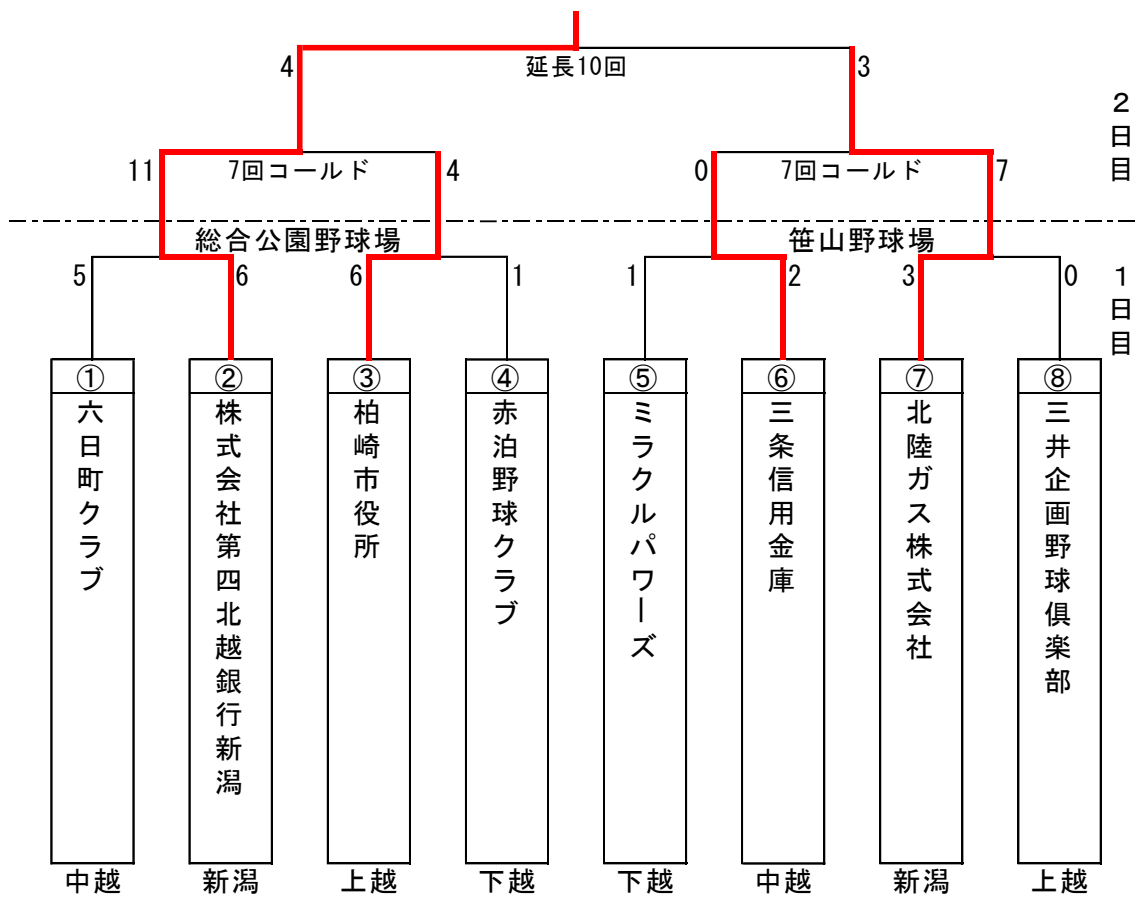 4
延長10回
3
2日目
11
7回コールド
4
0
7回コールド
7
総合公園野球場
笹山野球場
5
6
6
1
1
2
3
0
1日目
①
②
③
④
⑤
⑥
⑦
⑧
六日町クラブ
株式会社第四北越銀行新潟
柏崎市役所
赤泊野球クラブ
ミラクルパワーズ
三条信用金庫
北陸ガス株式会社
三井企画野球倶楽部
中越
新潟
上越
下越
下越
中越
新潟
上越